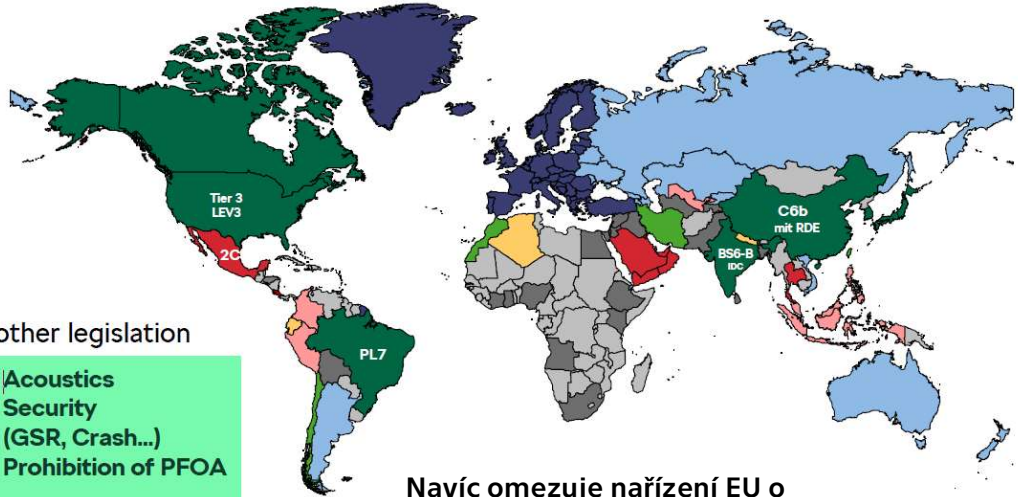 Tier 3
LEV3
2C
C6b
mit RDE
BS6-B
IDC
PL7
other legislation
Acoustics
Security
(GSR, Crash...)
Prohibition of PFOA
Navíc omezuje nařízení EU o